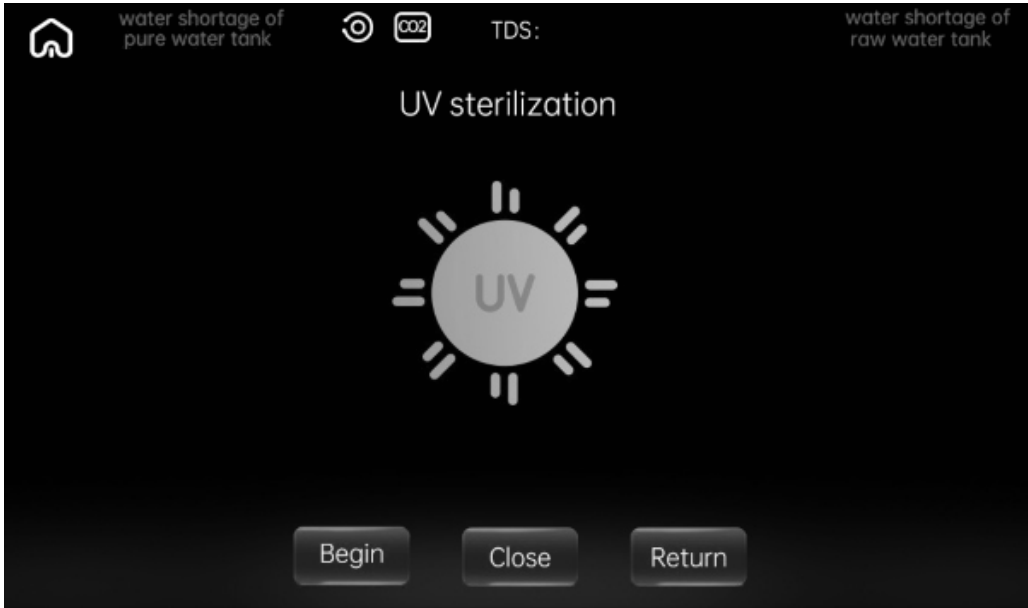 water shortage of
pure water tank
CO2
TDS:
water shortage of
raw water tank
UV sterilization
UV
Begin
Close
Return